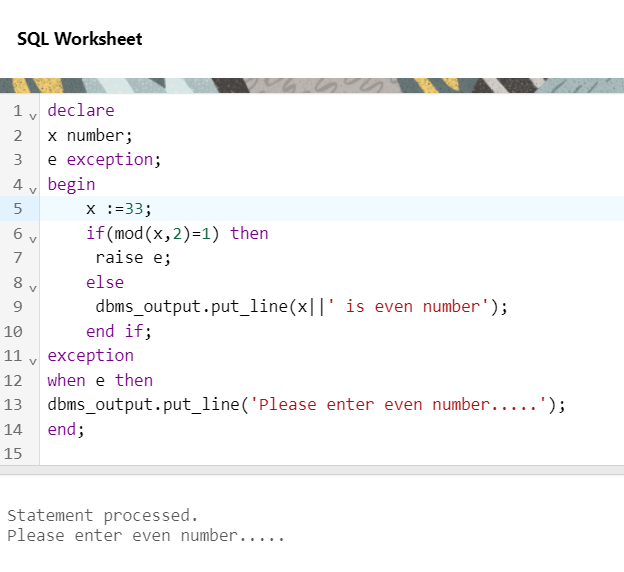 SQL Worksheet
1 declare
2 x number;
3 e exception;
4 begin
5 x :=33;
6 if(mod(x,2)=1) then
7 raise e;
8 else
9 dbms_output.put_line(x||' is even number');
10 end if;
11 exception
12 when e then
13 dbms_output.put_line('Please enter even number.....');
14 end;
15
Statement processed.
Please enter even number.....